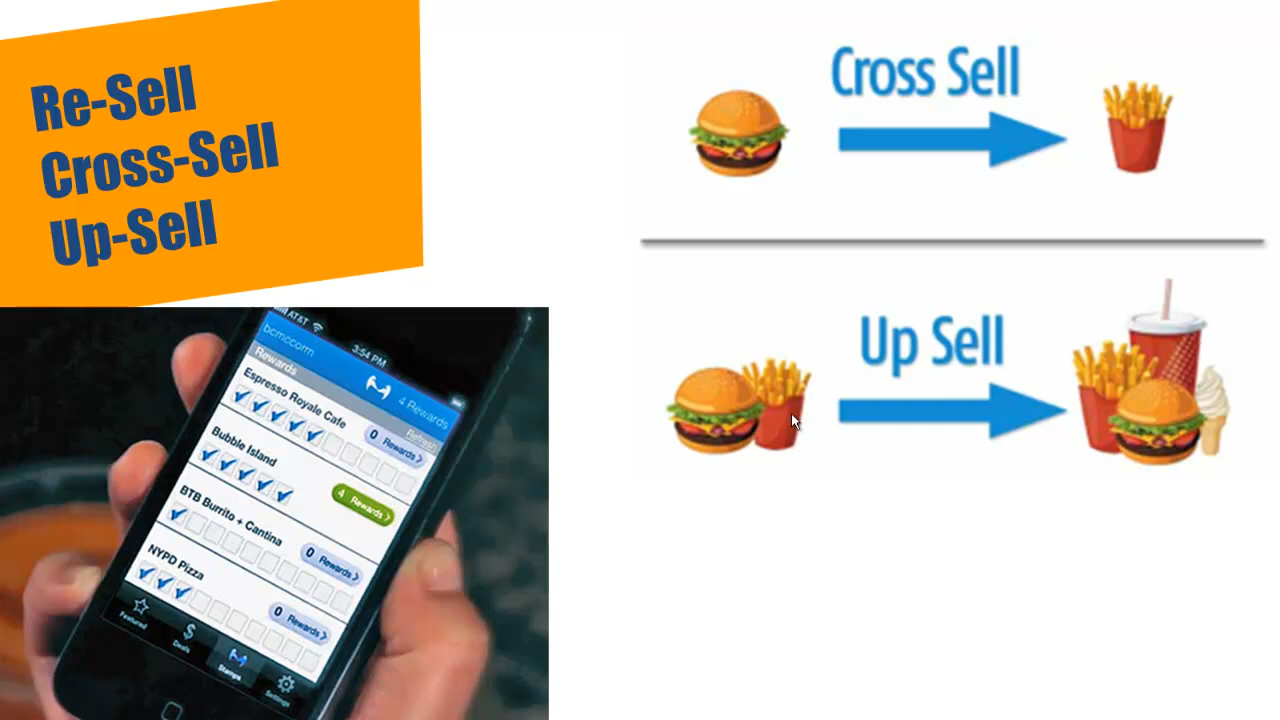 Re-Sell
Cross-Sell
Up-Sell
Cross Sell
Up Sell
AT&T
3:54 PM
bcmccorm
4 Rewards
Rewards
Refresh
Espresso Royale Cafe
0 Rewards >
Bubble Island
4 Rewards >
BTB Burrito + Cantina
0 Rewards >
NYPD Pizza
0 Rewards >
Featured
$
Deals
Stamps
Settings